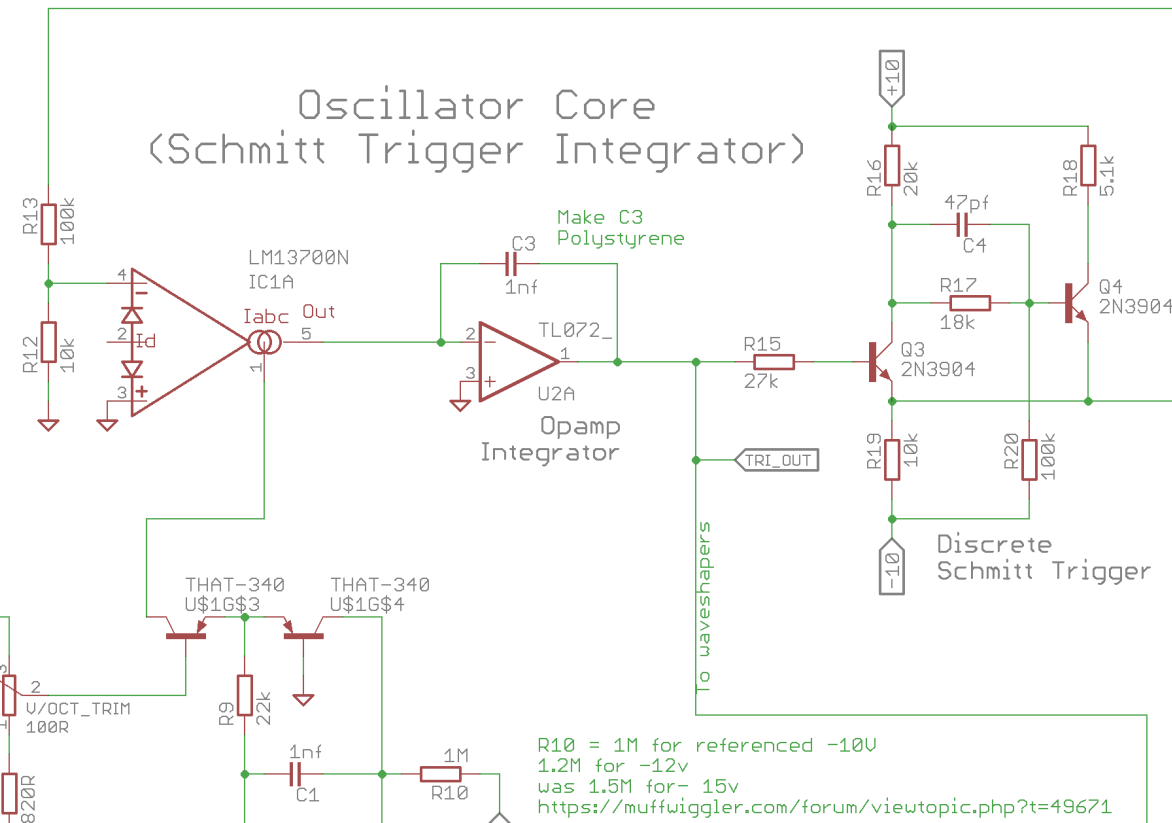 +10
Oscillator Core
(Schmitt Trigger Integrator)
R16
20k
R18
5.1k
47pf
C4
R13
100k
Make C3
Polystyrene
LM13700N
IC1A
C3
1nf
4
Iabc
Out
5
2
Id
1
3
R12
10k
R17
18k
Q4
2N3904
TL072_
2
1
3
U2A
R15
27k
Q3
2N3904
Opamp
Integrator
R19
10k
R20
100k
TRI_OUT
-10
Discrete
Schmitt Trigger
To waveshapers
THAT-340
U$1G$3
THAT-340
U$1G$4
3
2
1
V/OCT_TRIM
100R
R9
22k
820R
1nf
C1
1M
R10
R10 = 1M for referenced -10V
1.2M for -12v
was 1.5M for- 15v
https://muffwiggler.com/forum/viewtopic.php?t=49671